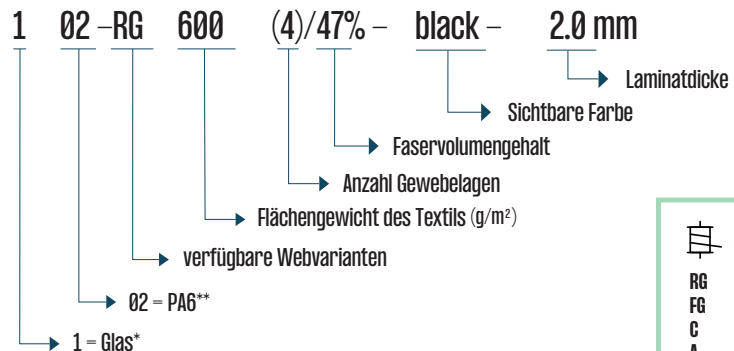 1 02 – RG 600 (4)/47% – black – 2.0 mm
Laminatdicke
Sichtbare Farbe
Faservolumengehalt
Anzahl Gewebelagen
Flächengewicht des Textils (g/m²)
verfügbare Webvarianten
02 = PA6**
1 = Glas*
RG
FG
C